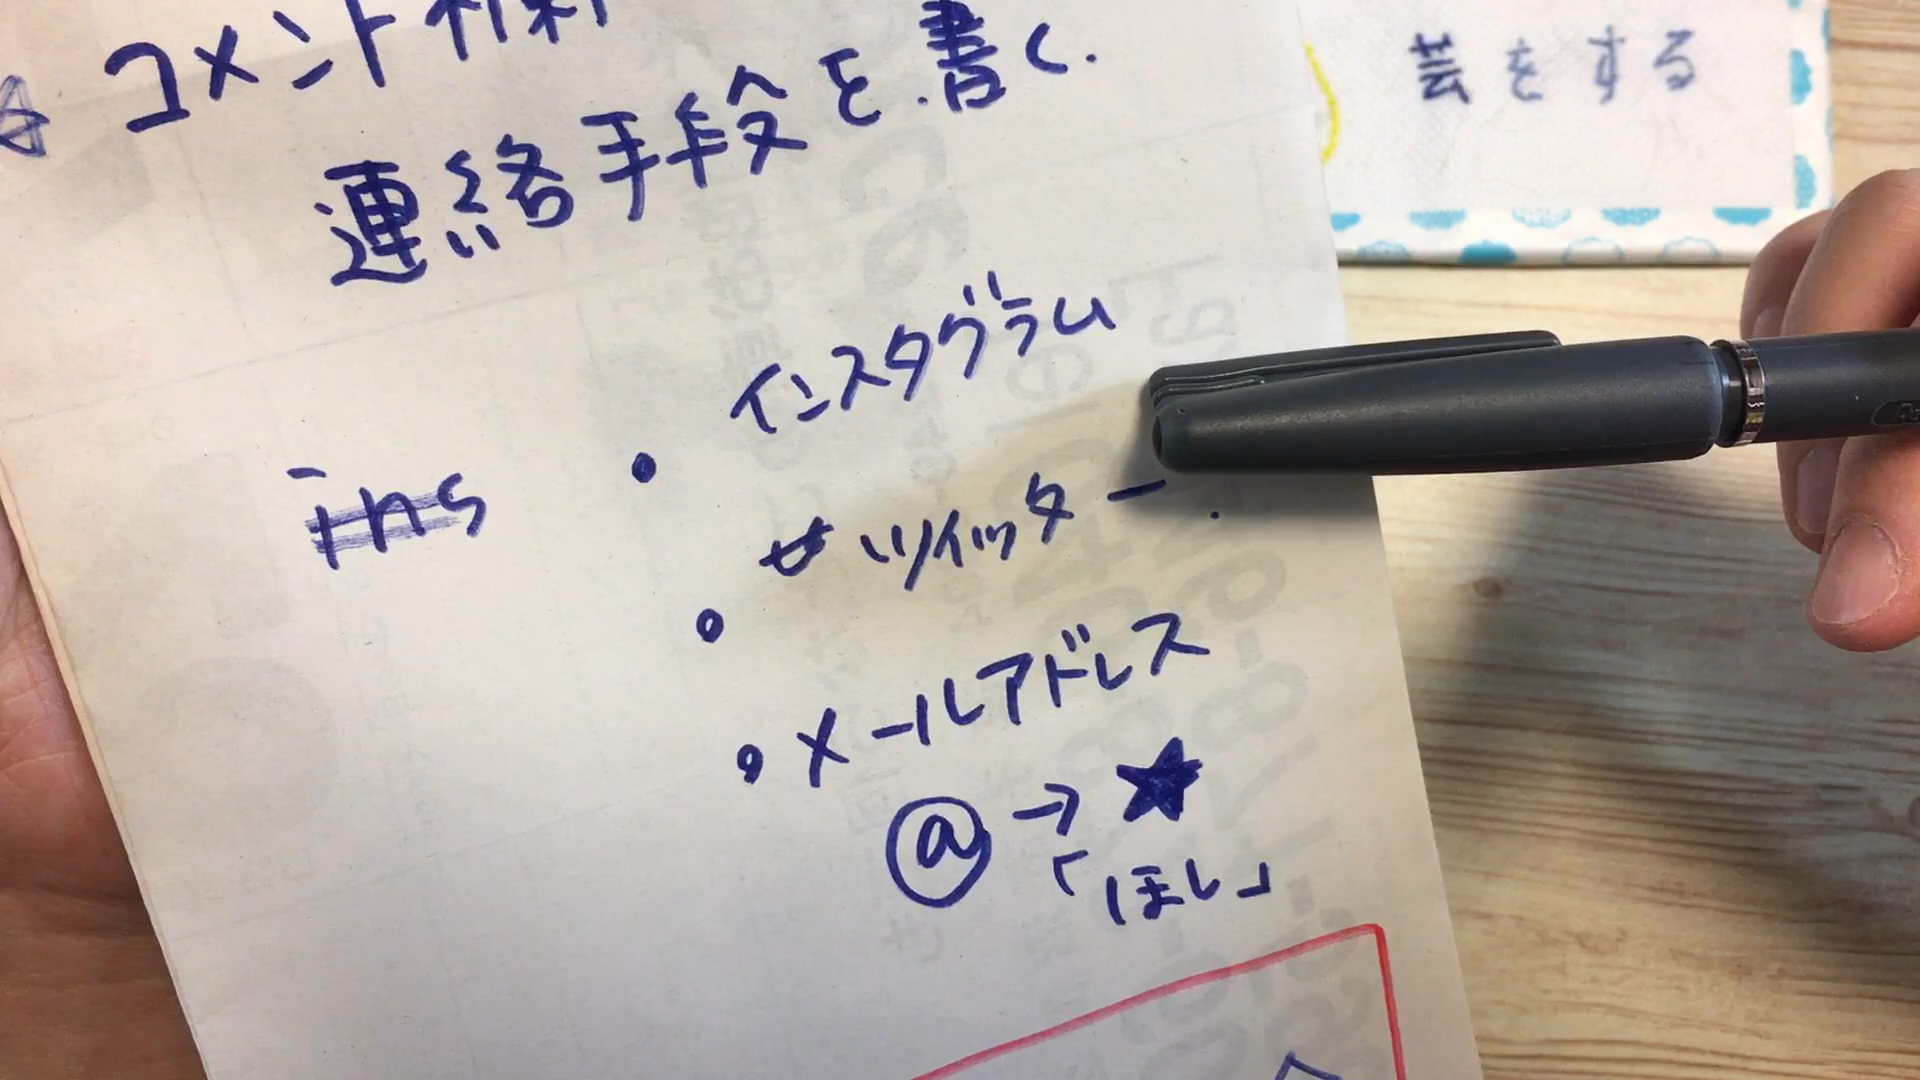 ☆ コメント欄
連絡手段を書く.
・ インスタグラム
ins
・ ツイッター
・メールアドレス
@ → ★
「ほし」
芸をする